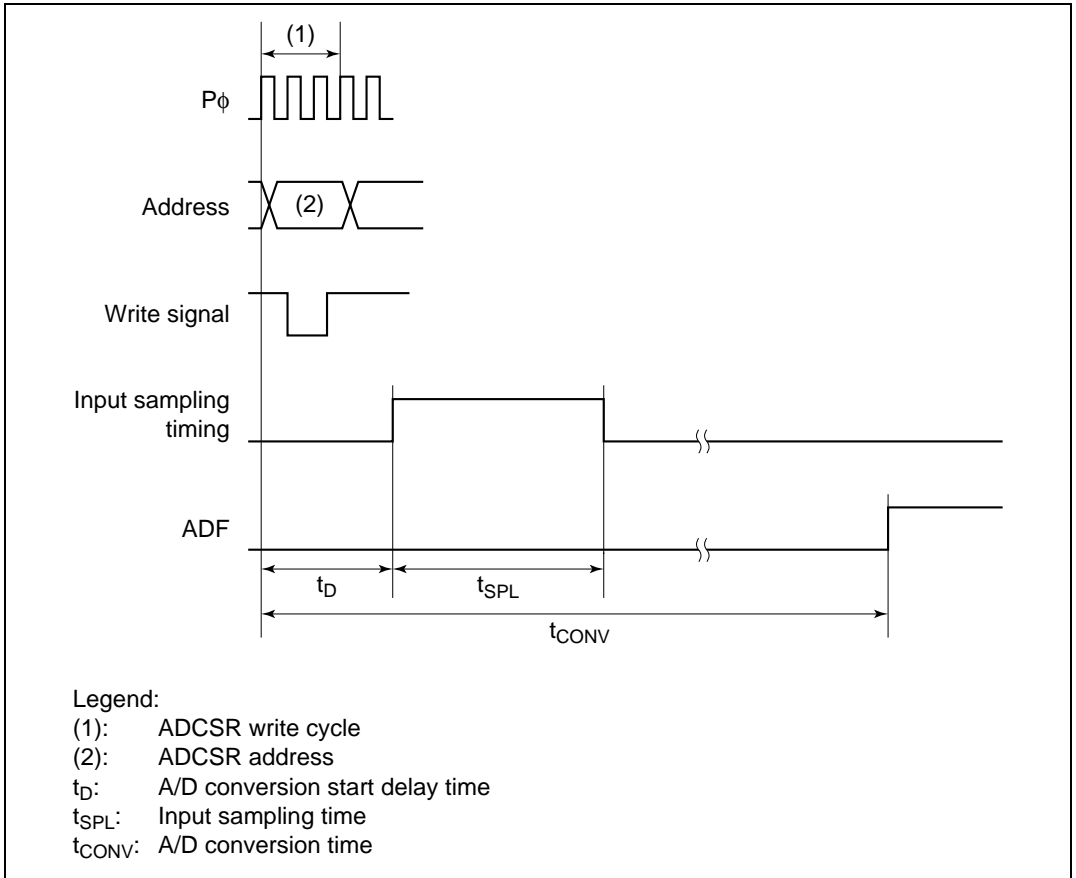 (1)
Pϕ
Address
(2)
Write signal
Input sampling
timing
ADF
tD
tSPL
tCONV
Legend:
(1): ADCSR write cycle
(2): ADCSR address
tD: A/D conversion start delay time
tSPL: Input sampling time
tCONV: A/D conversion time